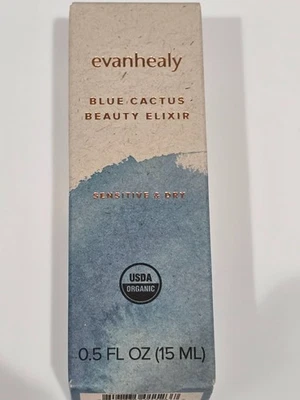 evanhealy
BLUE CACTUS
BEAUTY ELIXIR
SENSITIVE & DRY
USDA
ORGANIC
0.5 FL OZ (15 ML)